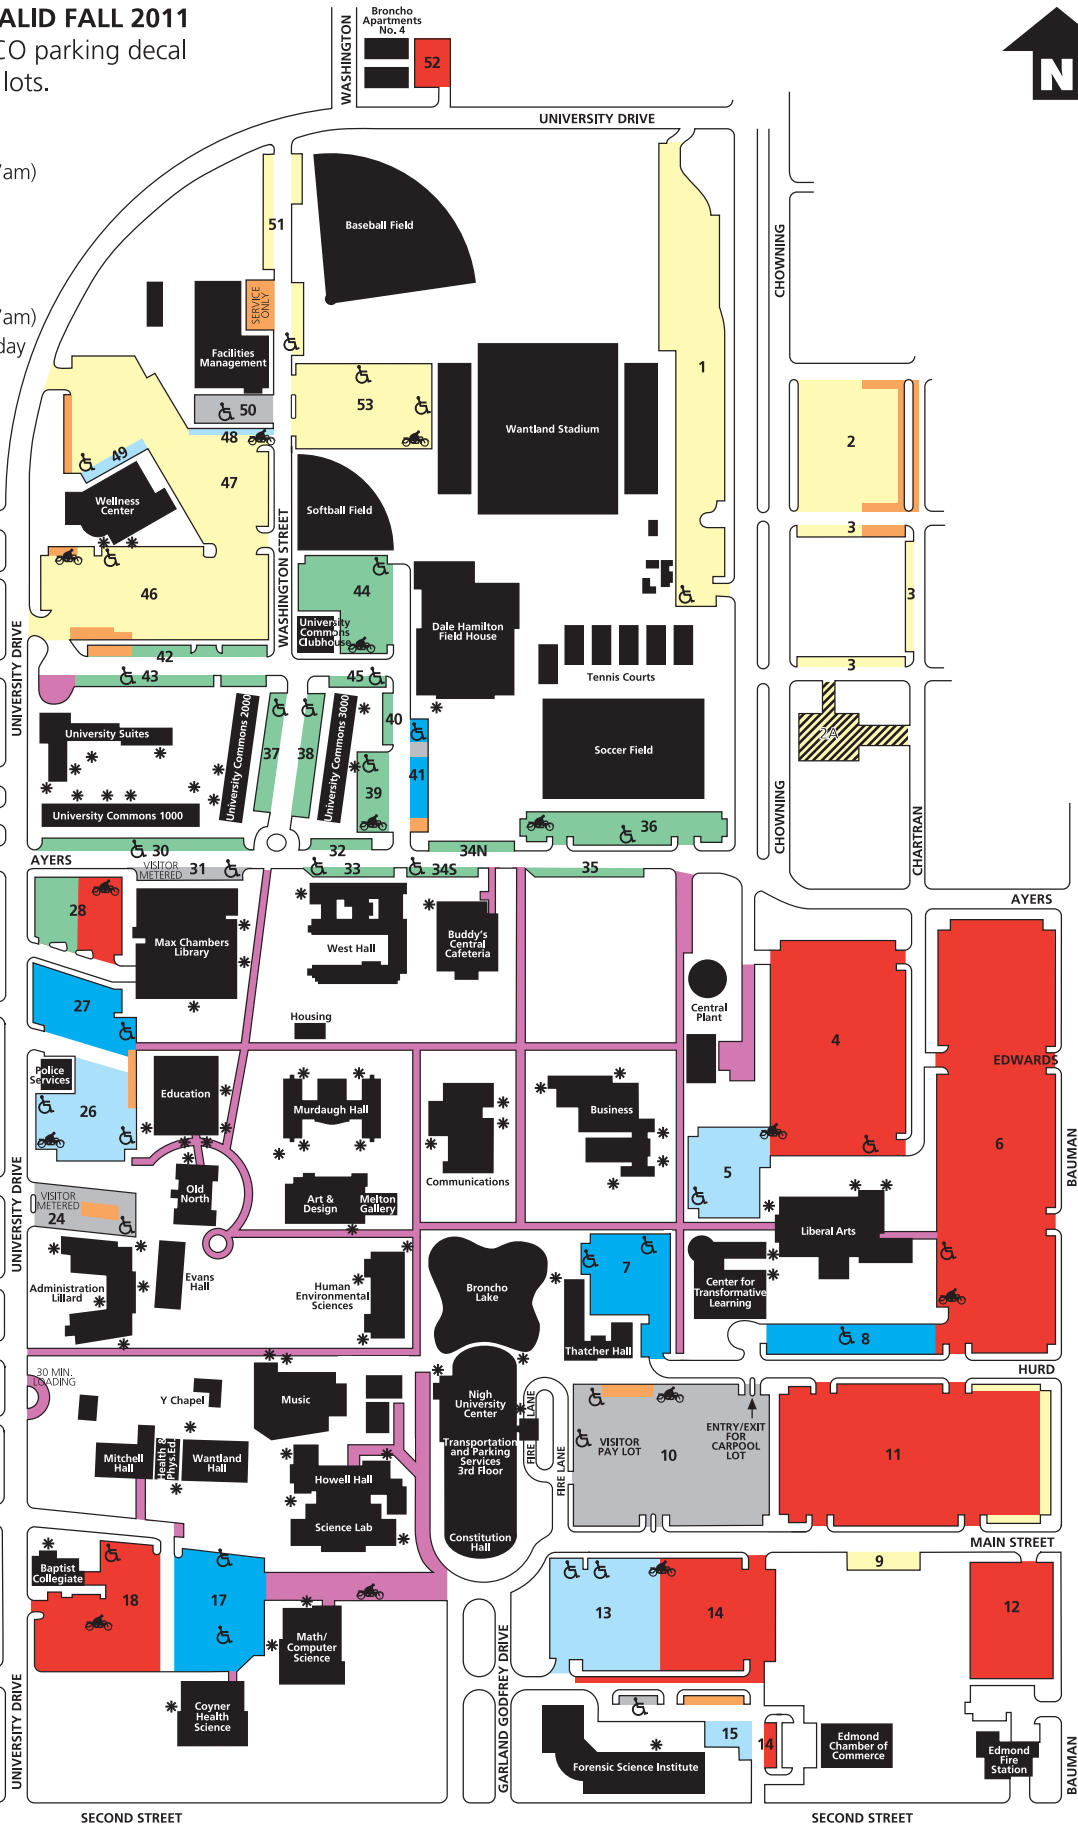 ALID FALL 2011
CO parking decal
lots.
7am)
7am)
day
Broncho
Apartments
No. 4
52
N
WASHINGTON
UNIVERSITY DRIVE
51
Baseball Field
CHOWNING
SERVICE
ONLY
Facilities
Management
1
53
50
Wantland Stadium
48
49
47
2
Wellness
Center
Softball Field
WASHINGTON STREET
3
46
44
3
University
Commons
Clubhouse
Dale Hamilton
Field House
42
3
43
45
Tennis Courts
UNIVERSITY DRIVE
40
University Suites
University Commons 2000
37
38
University Commons 3000
Soccer Field
2A
41
39
University Commons 1000
36
CHOWNING
CHARTRAN
30
32
34N
AYERS
VISITOR
METERED
31
33
34S
35
AYERS
28
Max Chambers
Library
West Hall
Buddy's
Central
Cafeteria
27
Central
Plant
Housing
4
EDWARDS
Police
Services
Education
26
Murdaugh Hall
Business
6
BAUMAN
5
Communications
UNIVERSITY DRIVE
VISITOR
METERED
24
Old
North
Art &
Design
Melton
Gallery
Liberal Arts
Administration
Lillard
Evans
Hall
Human
Environmental
Sciences
Broncho
Lake
7
Center for
Transformative
Learning
Thatcher Hall
8
30 MIN.
LOADING
HURD
Y Chapel
Music
Nigh
University
Center
FIRE LANE
VISITOR
PAY LOT
10
ENTRY/EXIT
FOR
CARPOOL
LOT
11
Mitchell
Hall
Health &
Phys.Ed.
Wantland
Hall
Transportation
and Parking
Services
3rd Floor
FIRE LANE
Howell Hall
Science Lab
Constitution
Hall
MAIN STREET
9
Baptist
Collegiate
18
17
13
14
12
Math/
Computer
Science
GARLAND GODFREY DRIVE
UNIVERSITY DRIVE
Coyner
Health
Science
15
14
Edmond
Chamber of
Commerce
Edmond
Fire
Station
BAUMAN
Forensic Science Institute
SECOND STREET
SECOND STREET